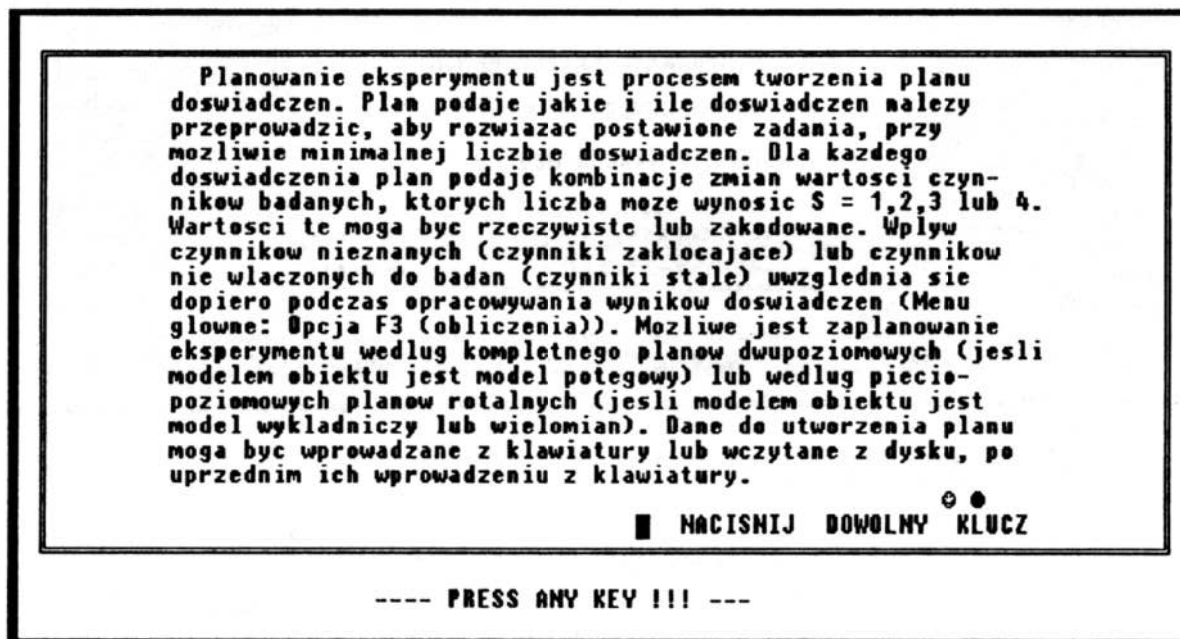 Planowanie eksperymentu jest procesem tworzenia planu
doswiadczen. Plan podaje jakie i ile doswiadczen nalezy
przeprowadzic, aby rozwiazac postawione zadania, przy
mozliwie minimalnej liczbie doswiadczen. Dla kazdego
doswiadczenia plan podaje kombinacje zmian wartosci czyn-
nikow badanych, ktorych liczba moze wynosic S = 1,2,3 lub 4.
Wartosci te moga byc rzeczywiste lub zakodowane. Wplyw
czynnikow nieznanych (czynniki zaklocajace) lub czynnikow
nie wlaczonych do badan (czynniki stale) uwzglednia sie
dopiero podczas opracowywania wynikow doswiadczen (Menu
glowne: Opcja F3 (obliczenia)). Mozliwe jest zaplanowanie
eksperymentu wedlug kompletnego planow dwupoziomowych (jesli
modelem obiektu jest model potegowy) lub wedlug piecio-
poziomowych planow rotalnych (jesli modelem obiektu jest
model wykladniczy lub wielomian). Dane do utworzenia planu
moga byc wprowadzane z klawiatury lub wczytane z dysku, po
uprzednim ich wprowadzeniu z klawiatury.
NACISNIJ DOWOLNY KLUCZ
---- PRESS ANY KEY !!! ---